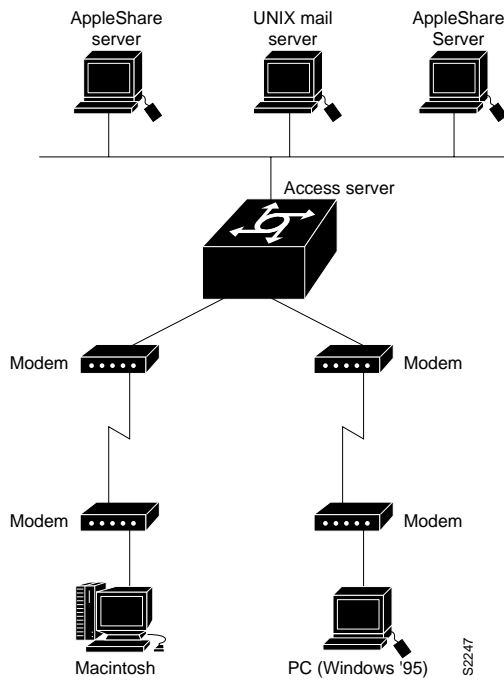 AppleShare
server
UNIX mail
server
AppleShare
Server
Access server
Modem
Modem
Modem
Modem
Macintosh
PC (Windows '95)
S2247